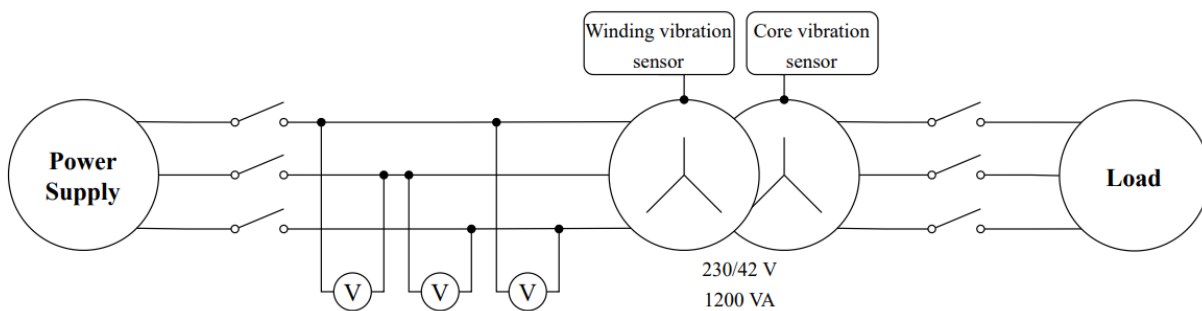 Winding vibration
sensor
Core vibration
sensor
Power
Supply
Load
V
V
V
230/42 V
1200 VA